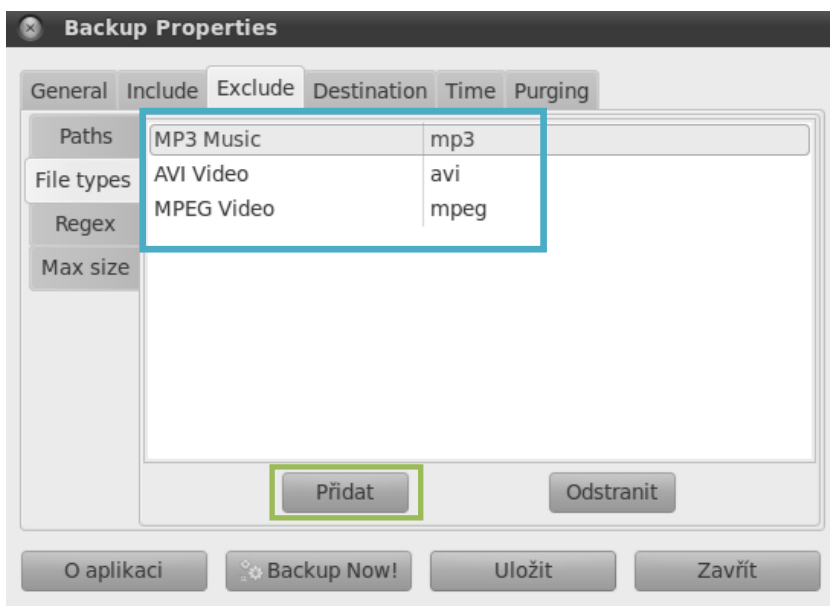 Backup Properties
General Include Exclude Destination Time Purging
Paths
File types
Regex
Max size
MP3 Music mp3
AVI Video avi
MPEG Video mpeg
Přidat Odstranit
O aplikaci Backup Now! Uložit Zavřít